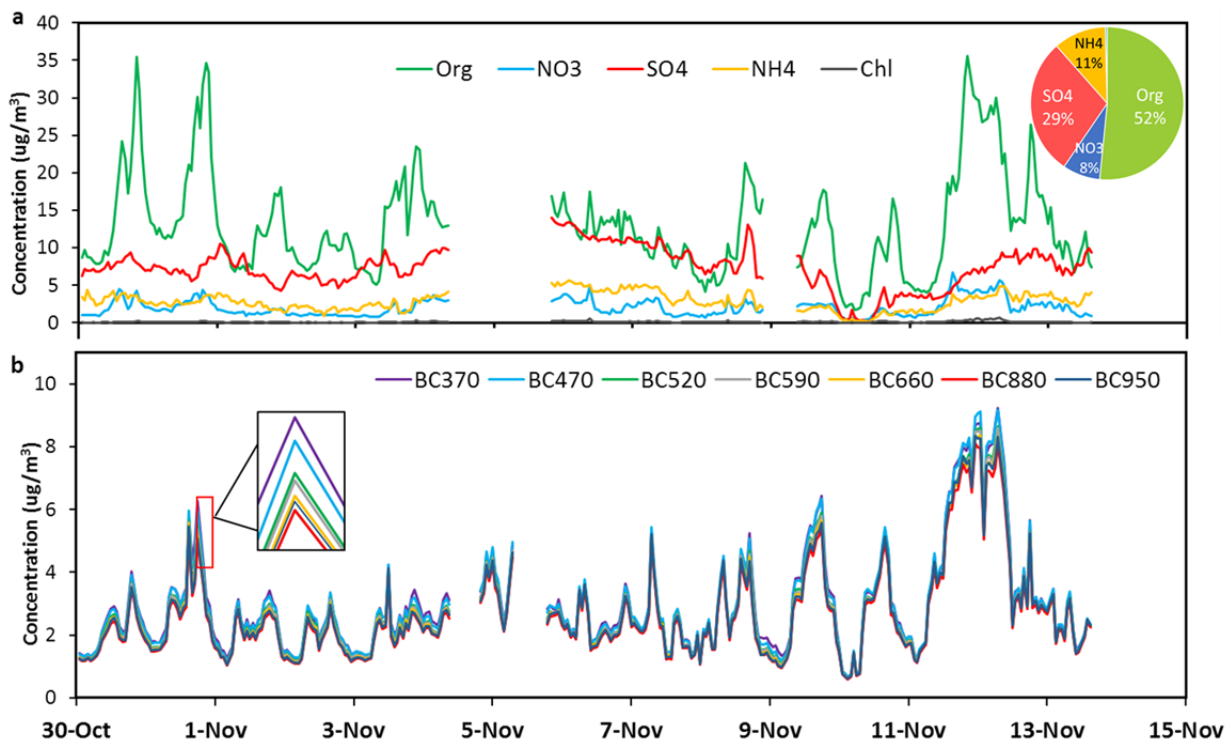 a
Concentration (ug/m³)
40
35
30
25
20
15
10
5
0
Org NO3 SO4 NH4 Chl
NH4
11%
SO4
29%
Org
52%
NO3
8%
b
Concentration (ug/m³)
10
8
6
4
2
0
BC370 BC470 BC520 BC590 BC660 BC880 BC950
30-Oct 1-Nov 3-Nov 5-Nov 7-Nov 9-Nov 11-Nov 13-Nov 15-Nov